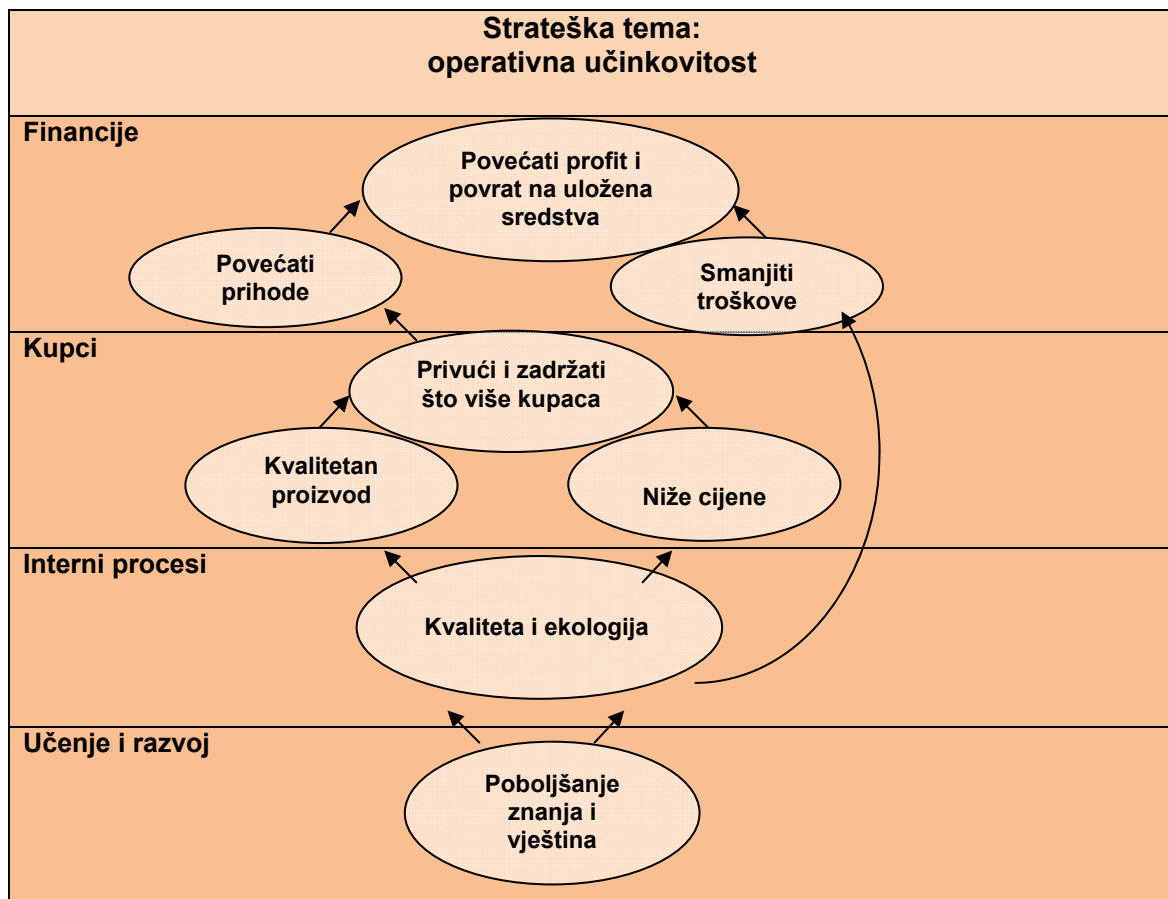 Strateška tema:
operativna učinkovitost
Financije
Povećati profit i
povrat na uložena
sredstva
Povećati
prihode
Smanjiti
troškove
Kupci
Privući i zadržati
što više kupaca
Kvalitetan
proizvod
Niže cijene
Interni procesi
Kvaliteta i ekologija
Učenje i razvoj
Poboljšanje
znanja i
vještina